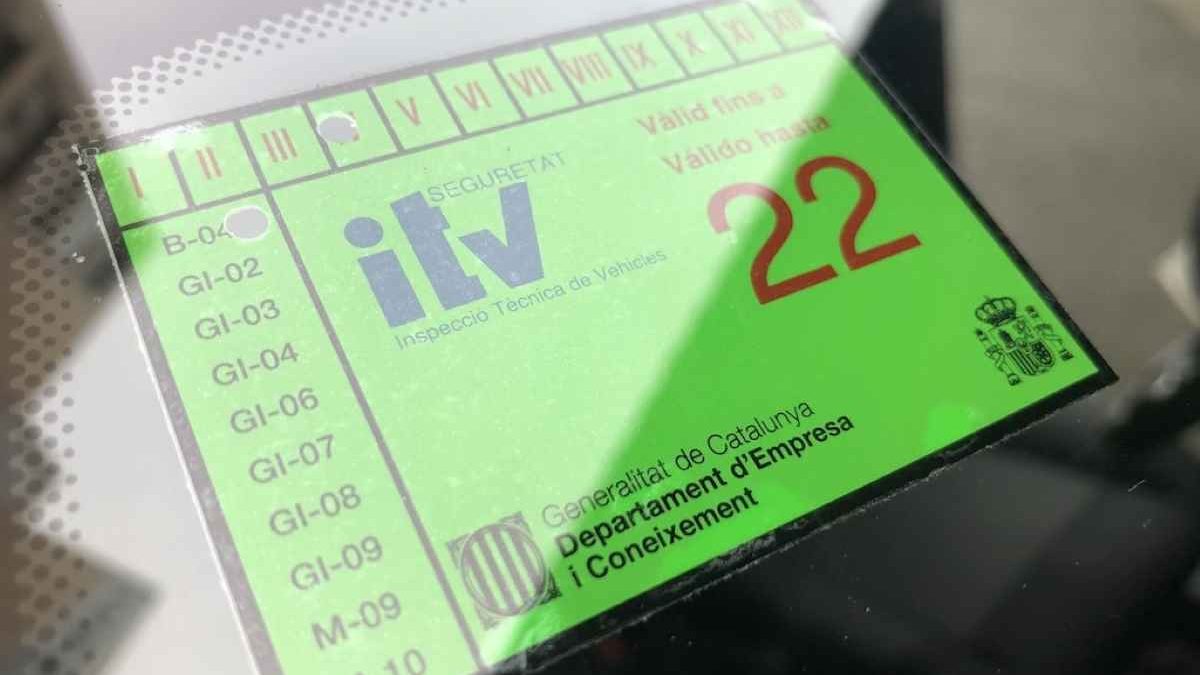 I II III V VI VII VIII IX X XI XII
Vàlid fins a
Válido hasta
22
SEGURETAT
itv
Inspeccio Tècnica de Vehicles
B-04
GI-02
GI-03
GI-04
GI-06
GI-07
GI-08
GI-09
M-09
Generalitat de Catalunya
Departament d'Empresa
i Coneixement